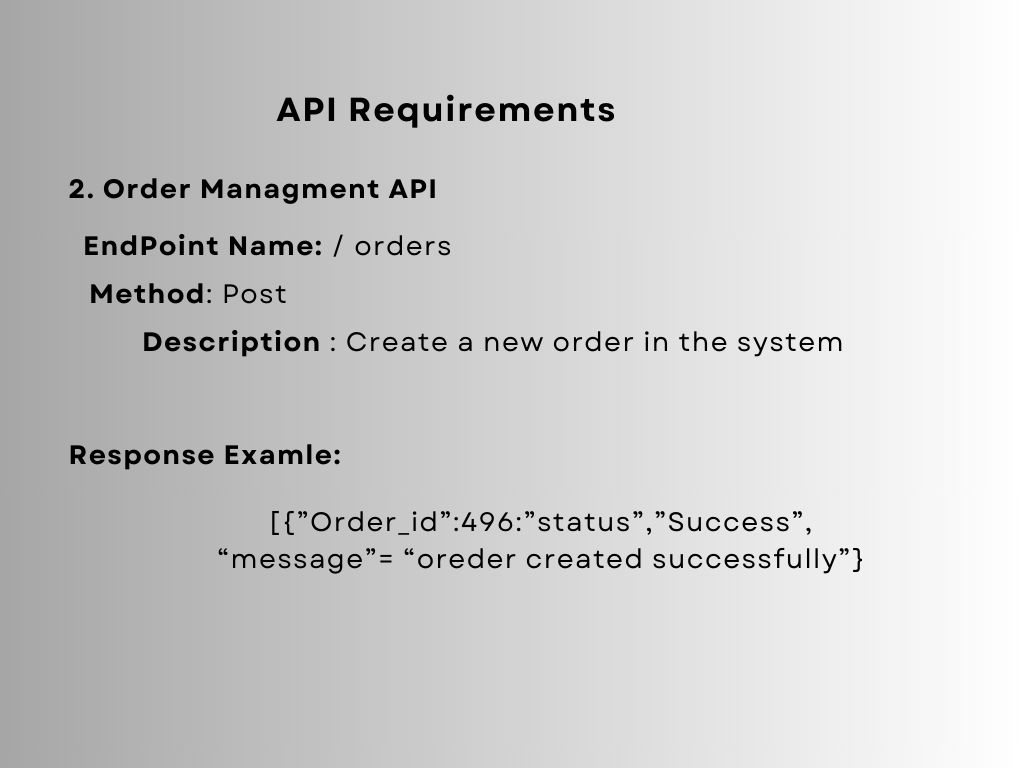 API Requirements
2. Order Managment API
EndPoint Name: / orders
Method: Post
Description : Create a new order in the system
Response Examle:
[{”Order_id”:496:”status”,”Success”,
“message”= “oreder created successfully”}